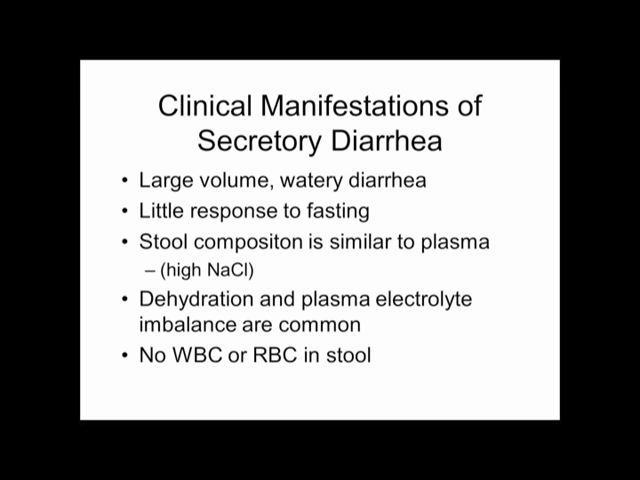 Clinical Manifestations of
Secretory Diarrhea
• Large volume, watery diarrhea
• Little response to fasting
• Stool compositon is similar to plasma
– (high NaCl)
• Dehydration and plasma electrolyte
imbalance are common
• No WBC or RBC in stool